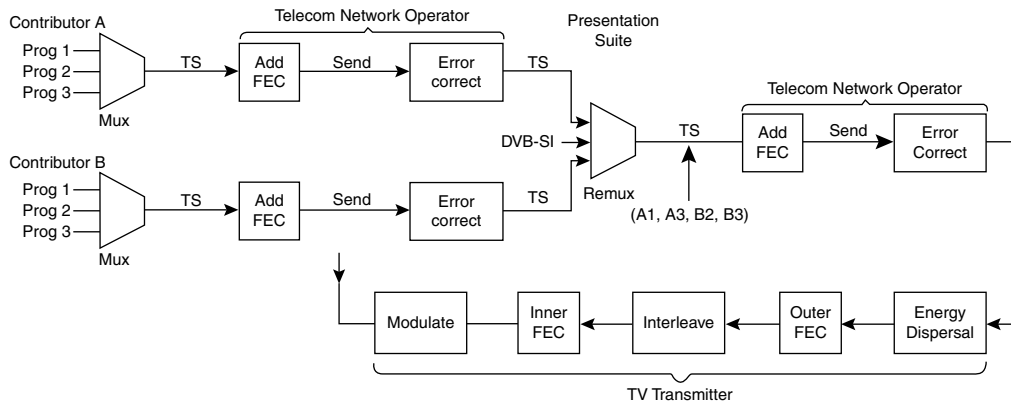 Contributor A
Telecom Network Operator
Presentation
Suite
Prog 1
Prog 2
Prog 3
Mux
TS
Add
FEC
Send
Error
correct
TS
Contributor B
Prog 1
Prog 2
Prog 3
Mux
TS
Add
FEC
Send
Error
correct
TS
DVB-SI
Remux
TS
(A1, A3, B2, B3)
Telecom Network Operator
Add
FEC
Send
Error
Correct
Modulate
Inner
FEC
Interleave
Outer
FEC
Energy
Dispersal
TV Transmitter